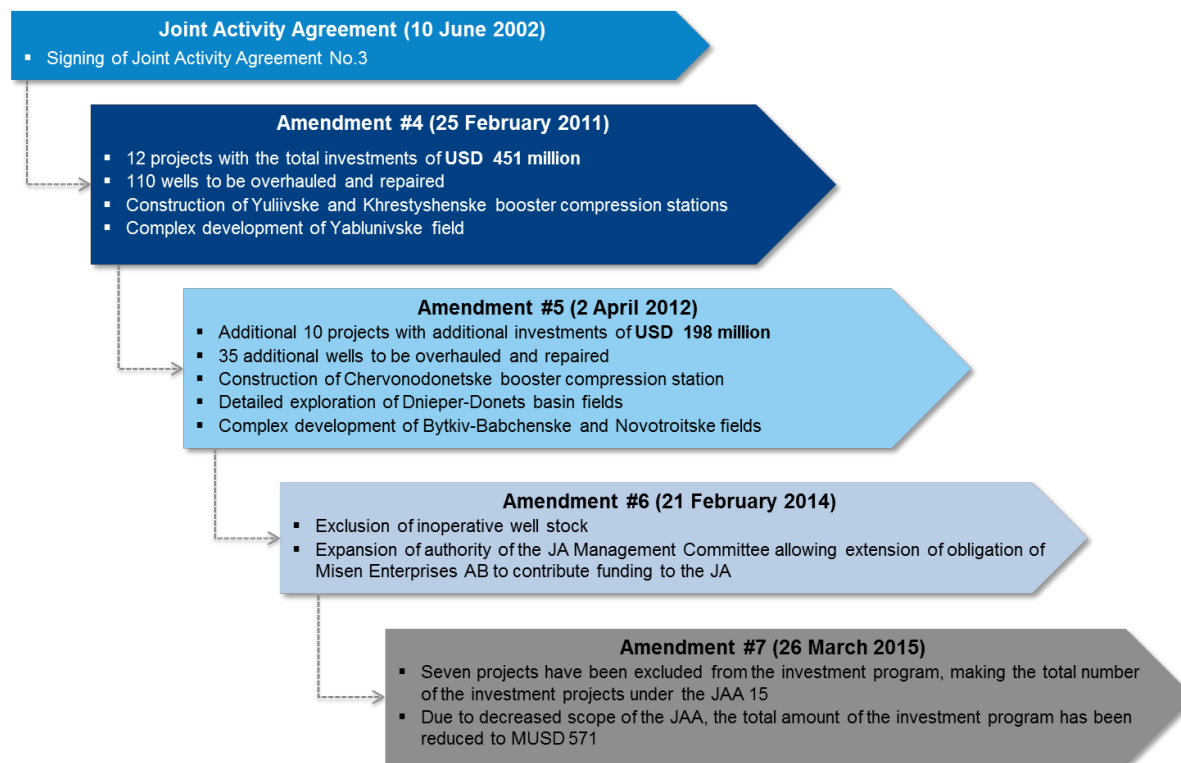 Joint Activity Agreement (10 June 2002)
▪ Signing of Joint Activity Agreement No.3
Amendment #4 (25 February 2011)
▪ 12 projects with the total investments of USD 451 million
▪ 110 wells to be overhauled and repaired
▪ Construction of Yuliivske and Khrestyshenske booster compression stations
▪ Complex development of Yablunivske field
Amendment #5 (2 April 2012)
▪ Additional 10 projects with additional investments of USD 198 million
▪ 35 additional wells to be overhauled and repaired
▪ Construction of Chervonodonetske booster compression station
▪ Detailed exploration of Dnieper-Donets basin fields
▪ Complex development of Bytkiv-Babchenske and Novotroitske fields
Amendment #6 (21 February 2014)
▪ Exclusion of inoperative well stock
▪ Expansion of authority of the JA Management Committee allowing extension of obligation of
Misen Enterprises AB to contribute funding to the JA
Amendment #7 (26 March 2015)
▪ Seven projects have been excluded from the investment program, making the total number
of the investment projects under the JAA 15
▪ Due to decreased scope of the JAA, the total amount of the investment program has been
reduced to MUSD 571